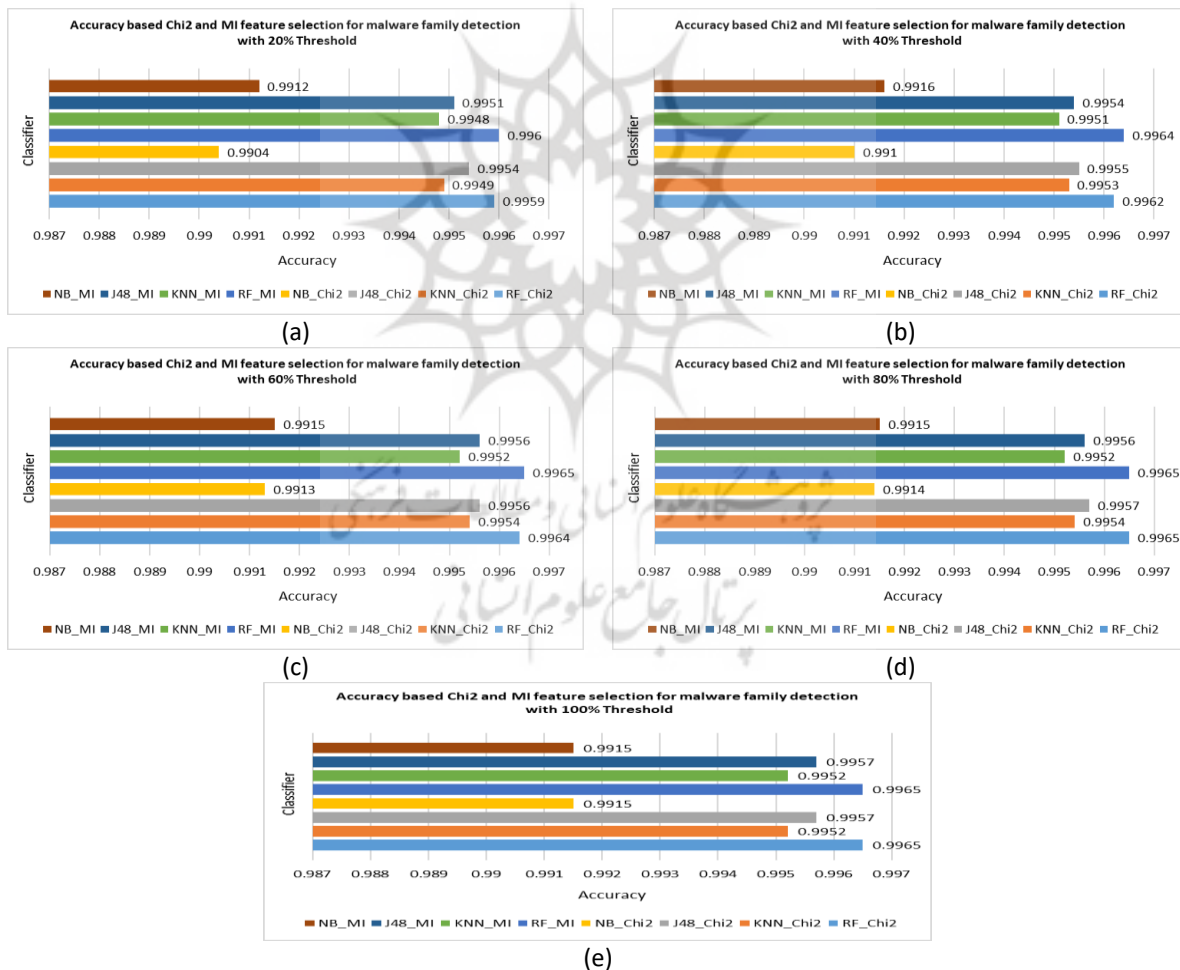 Accuracy based Chi2 and MI feature selection for malware family detection
with 20% Threshold
Classifier
0.9912
0.9951
0.9948
0.996
0.9904
0.9954
0.9949
0.9959
0.987 0.988 0.989 0.99 0.991 0.992 0.993 0.994 0.995 0.996 0.997
Accuracy
NB_MI J48_MI KNN_MI RF_MI NB_Chi2 J48_Chi2 KNN_Chi2 RF_Chi2
(a)
Accuracy based Chi2 and MI feature selection for malware family detection
with 40% Threshold
Classifier
0.9916
0.9954
0.9951
0.9964
0.991
0.9955
0.9953
0.9962
0.987 0.988 0.989 0.99 0.991 0.992 0.993 0.994 0.995 0.996 0.997
Accuracy
NB_MI J48_MI KNN_MI RF_MI NB_Chi2 J48_Chi2 KNN_Chi2 RF_Chi2
(b)
Accuracy based Chi2 and MI feature selection for malware family detection
with 60% Threshold
Classifier
0.9915
0.9956
0.9952
0.9965
0.9913
0.9956
0.9954
0.9964
0.987 0.988 0.989 0.99 0.991 0.992 0.993 0.994 0.995 0.996 0.997
Accuracy
NB_MI J48_MI KNN_MI RF_MI NB_Chi2 J48_Chi2 KNN_Chi2 RF_Chi2
(c)
Accuracy based Chi2 and MI feature selection for malware family detection
with 80% Threshold
Classifier
0.9915
0.9956
0.9952
0.9965
0.9914
0.9957
0.9954
0.9965
0.987 0.988 0.989 0.99 0.991 0.992 0.993 0.994 0.995 0.996 0.997
Accuracy
NB_MI J48_MI KNN_MI RF_MI NB_Chi2 J48_Chi2 KNN_Chi2 RF_Chi2
(d)
پژوهشگاه علوم انسانی و مطالعات فرهنگی
پرتال جامع علوم انسانی
Accuracy based Chi2 and MI feature selection for malware family detection
with 100% Threshold
Classifier
0.9915
0.9957
0.9952
0.9965
0.9915
0.9957
0.9952
0.9965
0.987 0.988 0.989 0.99 0.991 0.992 0.993 0.994 0.995 0.996 0.997
Accuracy
NB_MI J48_MI KNN_MI RF_MI NB_Chi2 J48_Chi2 KNN_Chi2 RF_Chi2
(e)